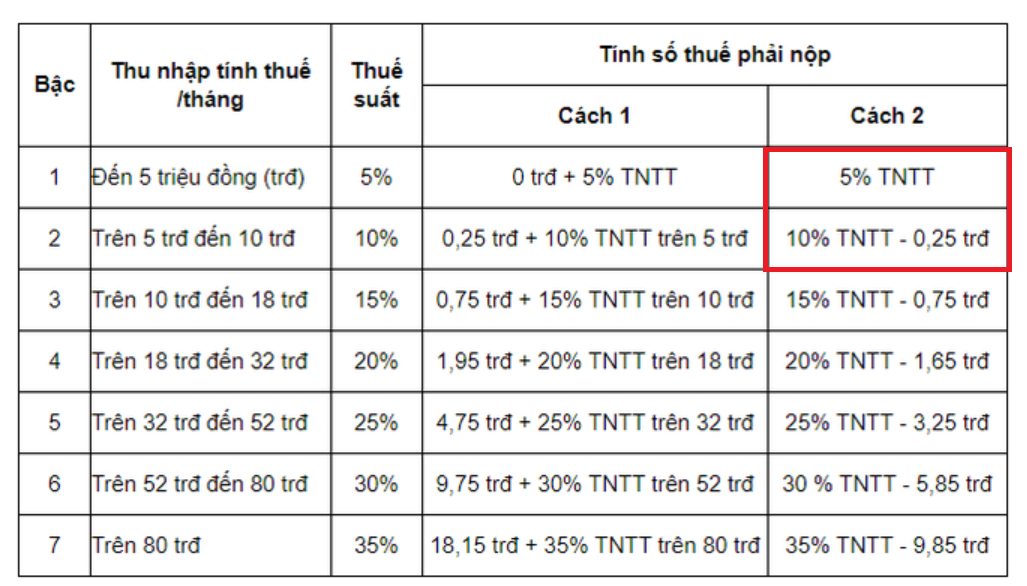 Bậc Thu nhập tính thuế /tháng Thuế suất Tính số thuế phải nộp
Cách 1 Cách 2
1 Đến 5 triệu đồng (trđ) 5% 0 trđ + 5% TNTT 5% TNTT
2 Trên 5 trđ đến 10 trđ 10% 0,25 trđ + 10% TNTT trên 5 trđ 10% TNTT - 0,25 trđ
3 Trên 10 trđ đến 18 trđ 15% 0,75 trđ + 15% TNTT trên 10 trđ 15% TNTT - 0,75 trđ
4 Trên 18 trđ đến 32 trđ 20% 1,95 trđ + 20% TNTT trên 18 trđ 20% TNTT - 1,65 trđ
5 Trên 32 trđ đến 52 trđ 25% 4,75 trđ + 25% TNTT trên 32 trđ 25% TNTT - 3,25 trđ
6 Trên 52 trđ đến 80 trđ 30% 9,75 trđ + 30% TNTT trên 52 trđ 30 % TNTT - 5,85 trđ
7 Trên 80 trđ 35% 18,15 trđ + 35% TNTT trên 80 trđ 35% TNTT - 9,85 trđ